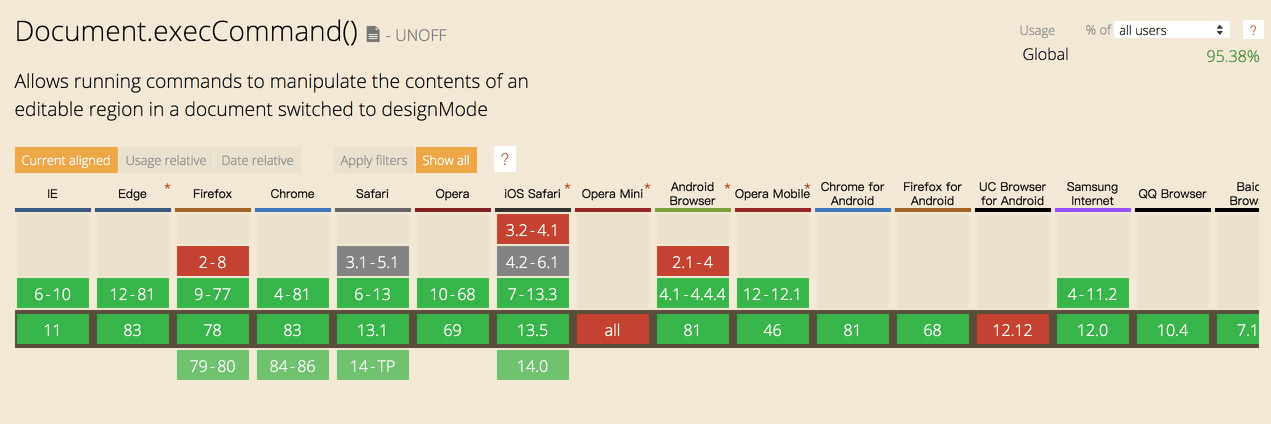 Document.execCommand() - UNOFF
Usage % of all users ?
Global 95.38%
Allows running commands to manipulate the contents of an
editable region in a document switched to designMode
Current aligned Usage relative Date relative Apply filters Show all ?
IE Edge * Firefox Chrome Safari Opera iOS Safari * Opera Mini * Android Browser * Opera Mobile * Chrome for Android Firefox for Android UC Browser for Android Samsung Internet QQ Browser
3.2-4.1
2-8 3.1-5.1 4.2-6.1 2.1-4
6-10 12-81 9-77 4-81 6-13 10-68 7-13.3 4.1-4.4.4 12-12.1 4-11.2
11 83 78 83 13.1 69 13.5 all 81 46 81 68 12.12 12.0 10.4
79-80 84-86 14-TP 14.0